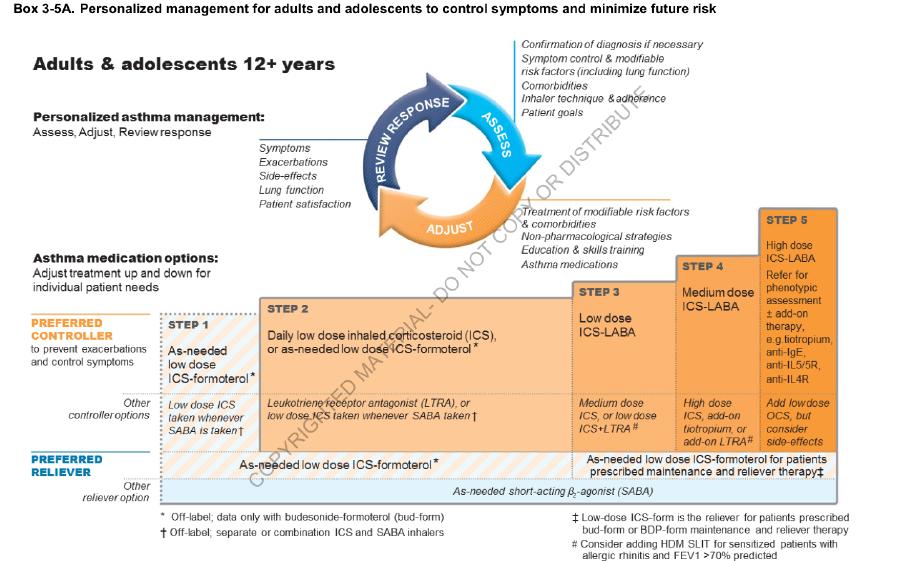 Box 3-5A. Personalized management for adults and adolescents to control symptoms and minimize future risk
Adults & adolescents 12+ years
Personalized asthma management:
Assess, Adjust, Review response
Confirmation of diagnosis if necessary
Symptom control & modifiable
risk factors (including lung function)
Comorbidities
Inhaler technique & adherence
Patient goals
REVIEW RESPONSE
ASSESS
ADJUST
Symptoms
Exacerbations
Side-effects
Lung function
Patient satisfaction
Treatment of modifiable risk factors
& comorbidities
Non-pharmacological strategies
Education & skills training
Asthma medications
Asthma medication options:
Adjust treatment up and down for
individual patient needs
PREFERRED
CONTROLLER
to prevent exacerbations
and control symptoms
STEP 1
As-needed
low dose
ICS-formoterol*
STEP 2
Daily low dose inhaled corticosteroid (ICS),
or as-needed low dose ICS-formoterol*
STEP 3
Low dose
ICS-LABA
STEP 4
Medium dose
ICS-LABA
STEP 5
High dose
ICS-LABA
Refer for
phenotypic
assessment
± add-on
therapy,
e.g.tiotropium,
anti-IgE,
anti-IL5/5R,
anti-IL4R
Other
controller options
Low dose ICS
taken whenever
SABA is taken†
Leukotriene receptor antagonist (LTRA), or
low dose ICS taken whenever SABA taken†
Medium dose
ICS, or low dose
ICS+LTRA#
High dose
ICS, add-on
tiotropium, or
add-on LTRA#
Add low dose
OCS, but
consider
side-effects
PREFERRED
RELIEVER
As-needed low dose ICS-formoterol*
As-needed low dose ICS-formoterol for patients
prescribed maintenance and reliever therapy‡
Other
reliever option
As-needed short-acting β2-agonist (SABA)
* Off-label; data only with budesonide-formoterol (bud-form)
† Off-label; separate or combination ICS and SABA inhalers
‡ Low-dose ICS-form is the reliever for patients prescribed
bud-form or BDP-form maintenance and reliever therapy
# Consider adding HDM SLIT for sensitized patients with
allergic rhinitis and FEV1 >70% predicted
COPYRIGHTED MATERIAL- DO NOT COPY OR DISTRIBUTE